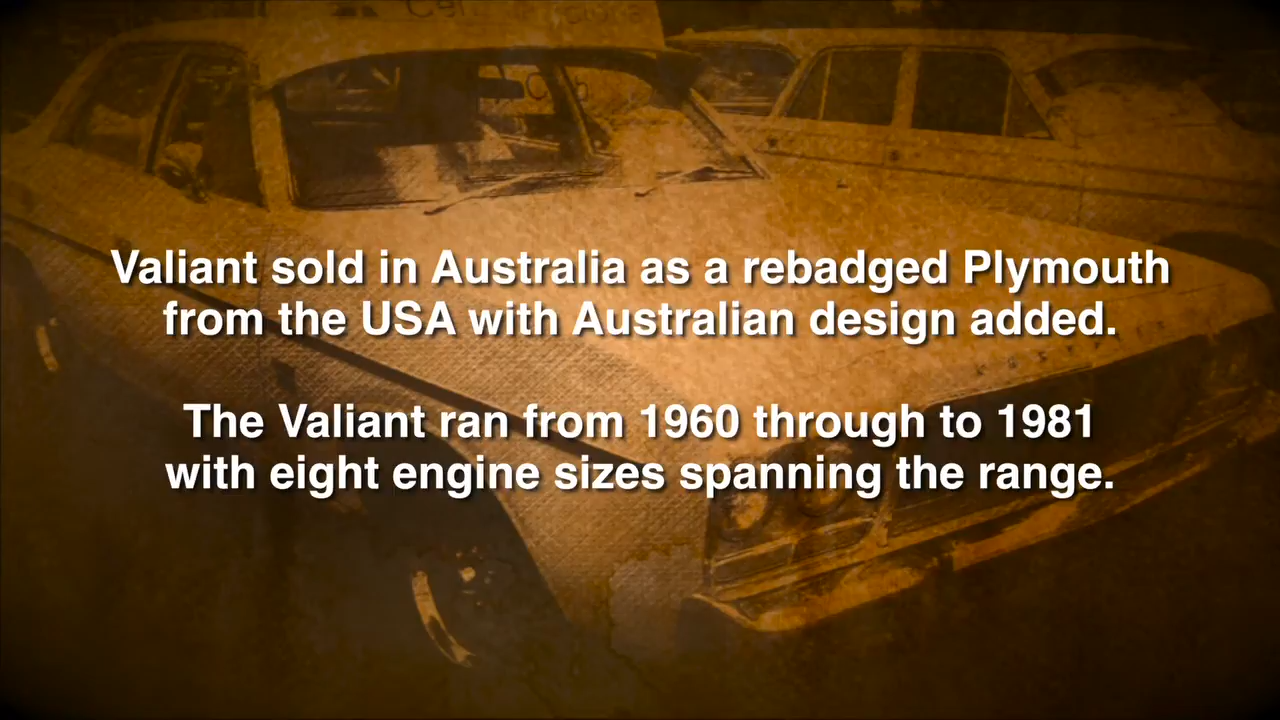 Valiant sold in Australia as a rebadged Plymouth
from the USA with Australian design added.
The Valiant ran from 1960 through to 1981
with eight engine sizes spanning the range.